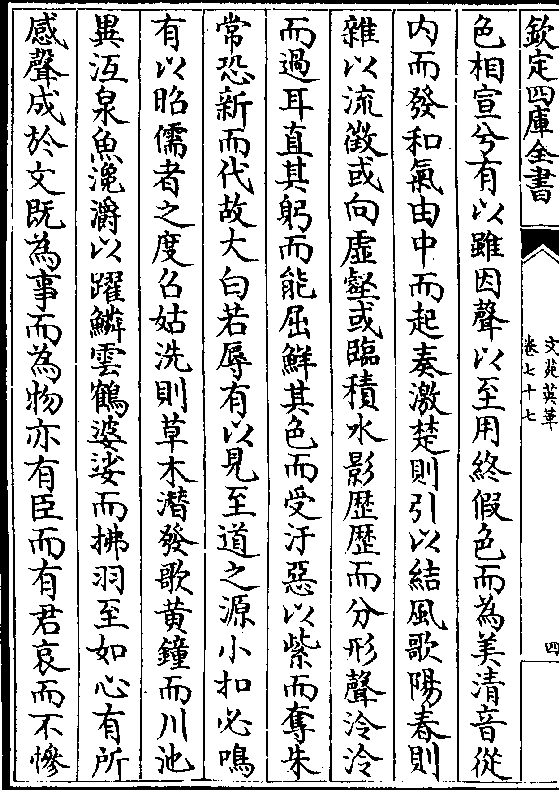 欽定四庫全書
文苑英華
卷七十七
四
色相宣兮有以雖因聲以至用終假色而為美清音從
内而發和氣由中而起奏激楚則引以結風歌陽春則
雜以流徵或向虚壑或臨積水影歴歴而分形聲泠泠
而過耳直其躬而能屈鮮其色而受汙惡以紫而奪朱
常恐新而代故大白若辱有以見至道之源小扣必鳴
有以昭儒者之度召姑洗則草木潜發歌黄鐘而川池
異沍泉魚㴰灂以躍鱗雲鶴婆娑而拂羽至如心有所
感聲成於文既為事而為物亦有臣而有君哀而不慘